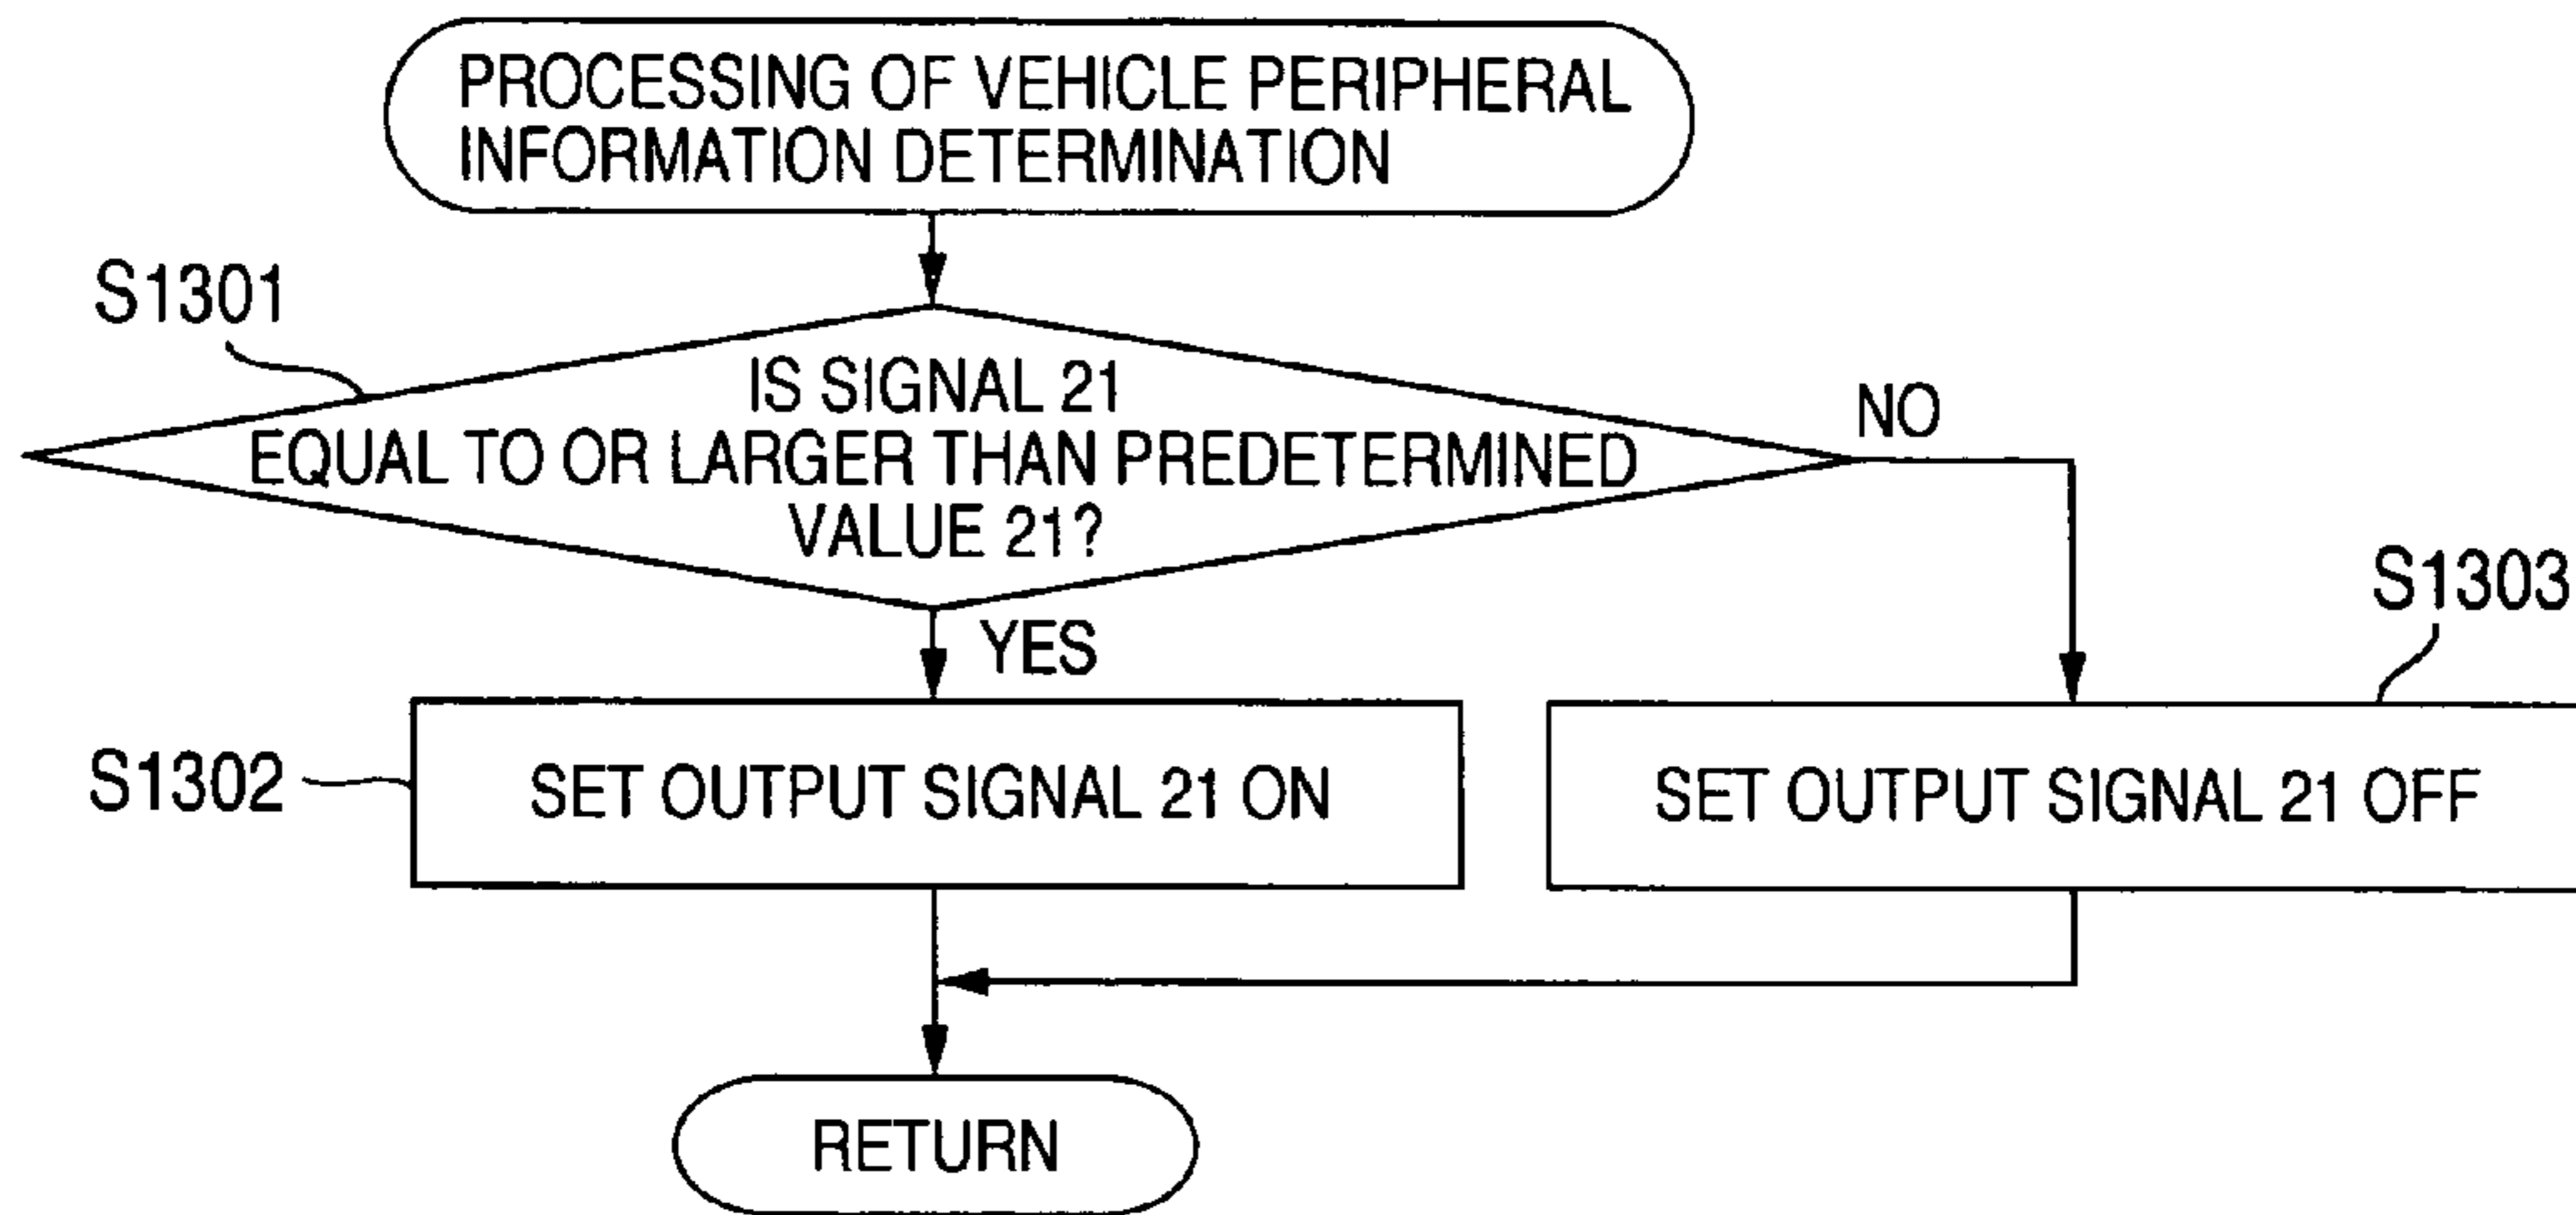 PROCESSING OF VEHICLE PERIPHERAL
INFORMATION DETERMINATION
S1301
IS SIGNAL 21
EQUAL TO OR LARGER THAN PREDETERMINED
VALUE 21?
NO
YES
S1303
S1302
SET OUTPUT SIGNAL 21 ON
SET OUTPUT SIGNAL 21 OFF
RETURN